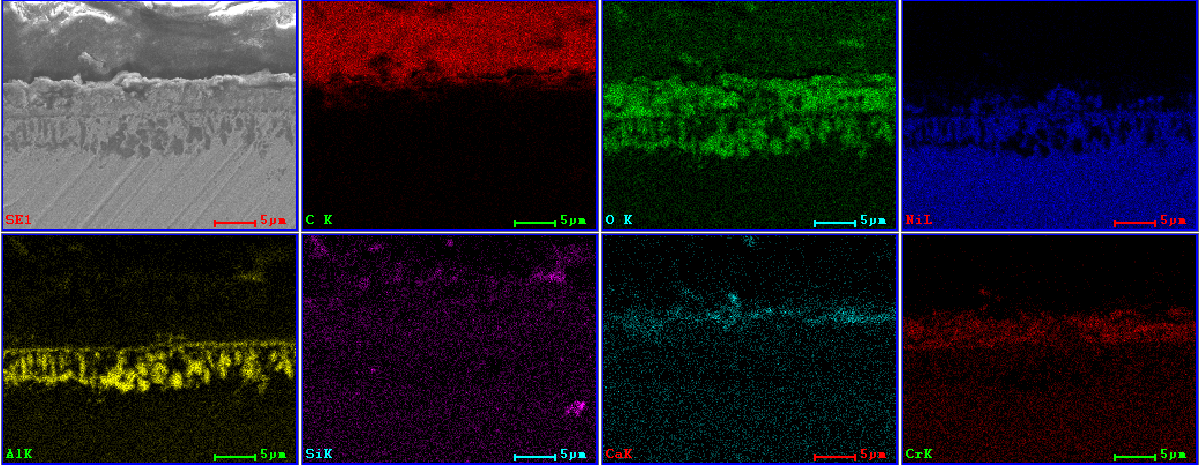 SE1 5µm
C K 5µm
O K 5µm
NiL 5µm
AlK 5µm
SiK 5µm
CaK 5µm
CrK 5µm